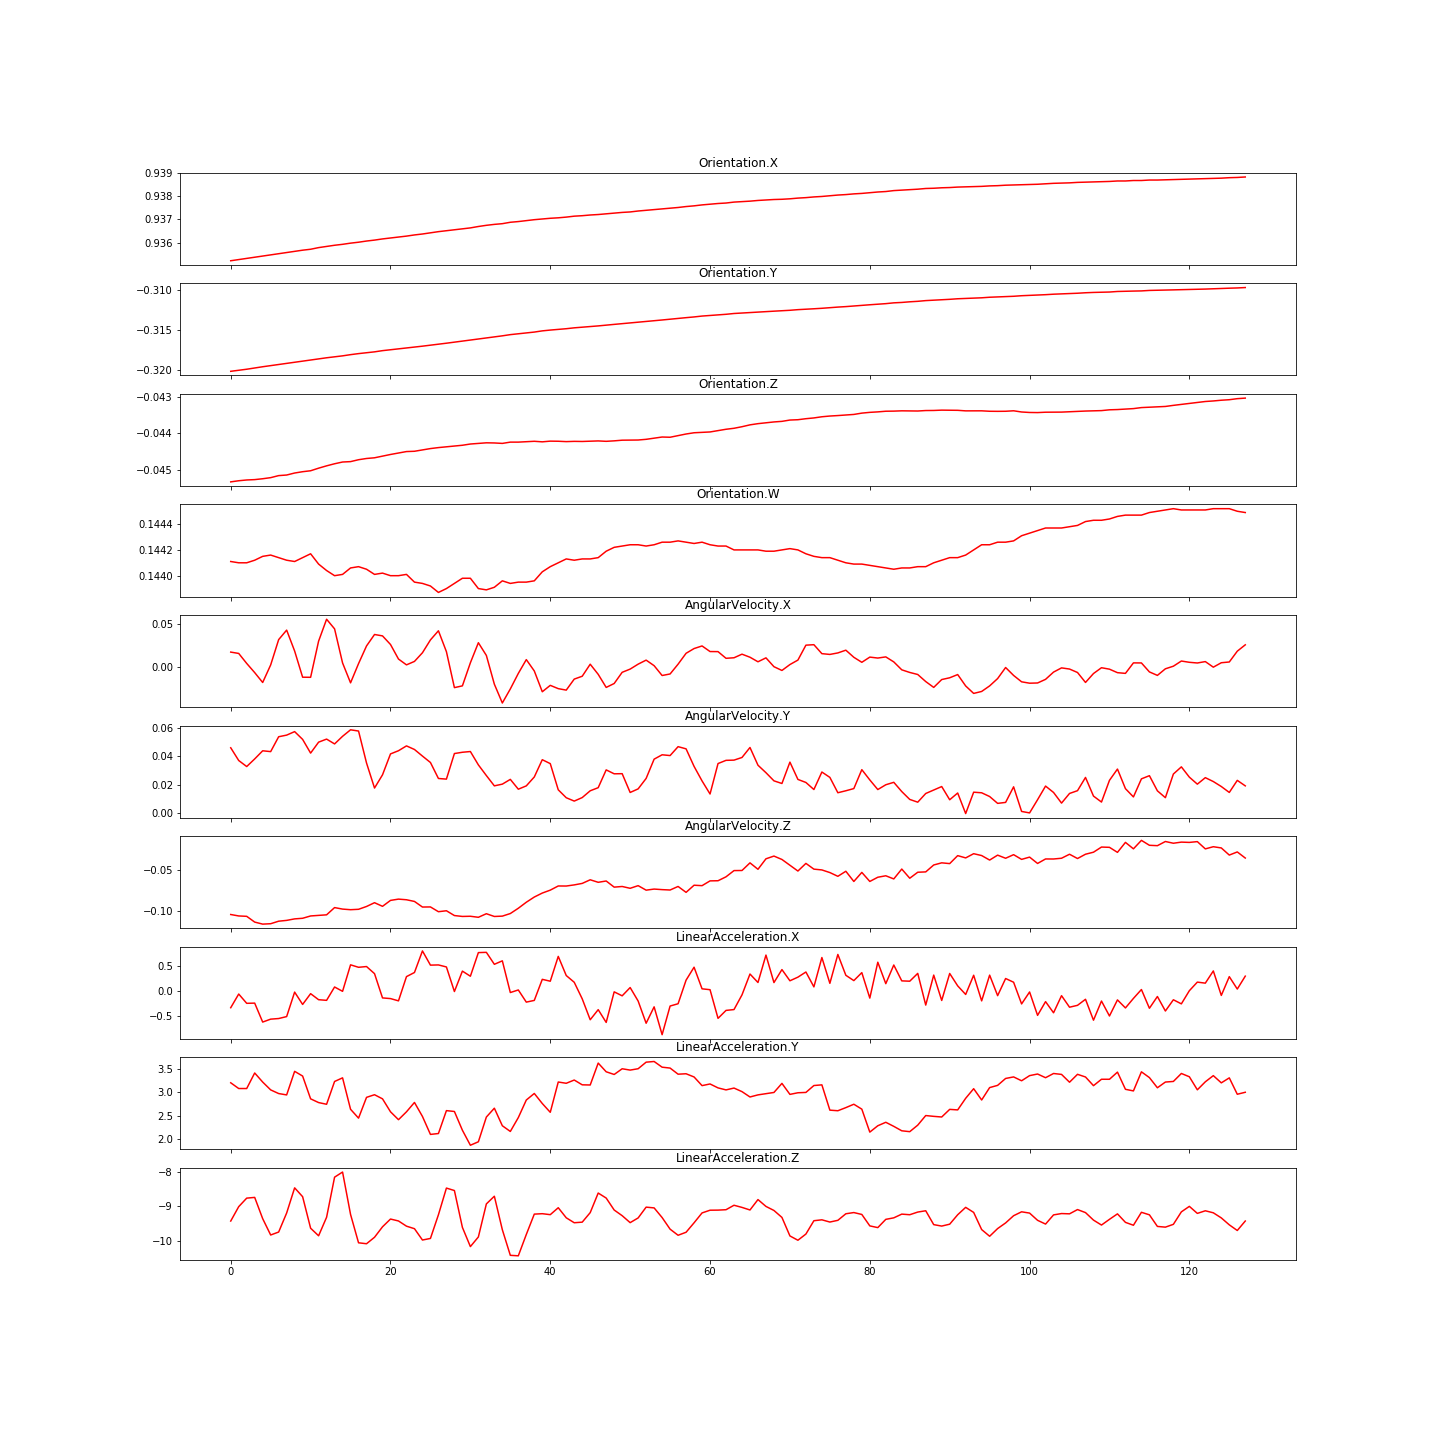 Orientation.X
0.939
0.938
0.937
0.936
Orientation.Y
−0.310
−0.315
−0.320
Orientation.Z
−0.043
−0.044
−0.045
Orientation.W
0.1444
0.1442
0.1440
AngularVelocity.X
0.05
0.00
AngularVelocity.Y
0.06
0.04
0.02
0.00
AngularVelocity.Z
−0.05
−0.10
LinearAcceleration.X
0.5
0.0
−0.5
LinearAcceleration.Y
3.5
3.0
2.5
2.0
LinearAcceleration.Z
−8
−9
−10
0 20 40 60 80 100 120